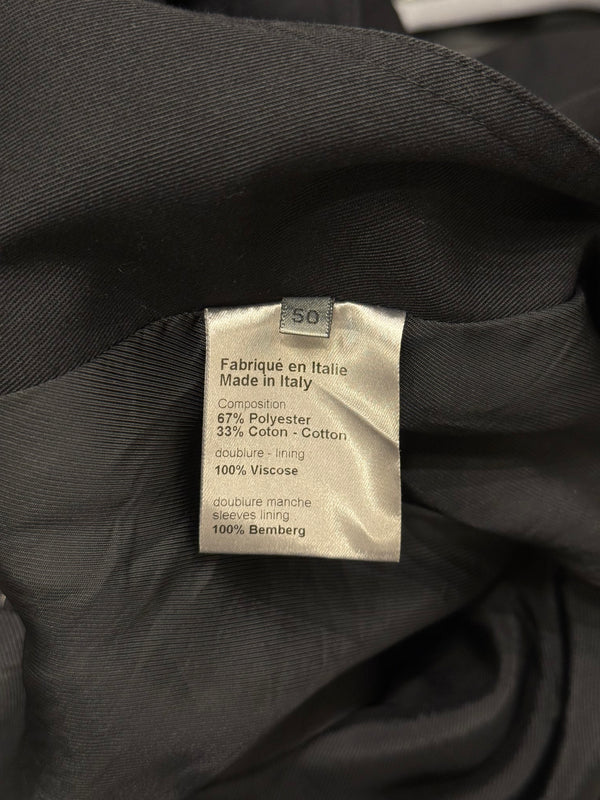 50
Fabriqué en Italie
Made in Italy
Composition
67% Polyester
33% Coton - Cotton
doublure - lining
100% Viscose
doublure manche
sleeves lining
100% Bemberg